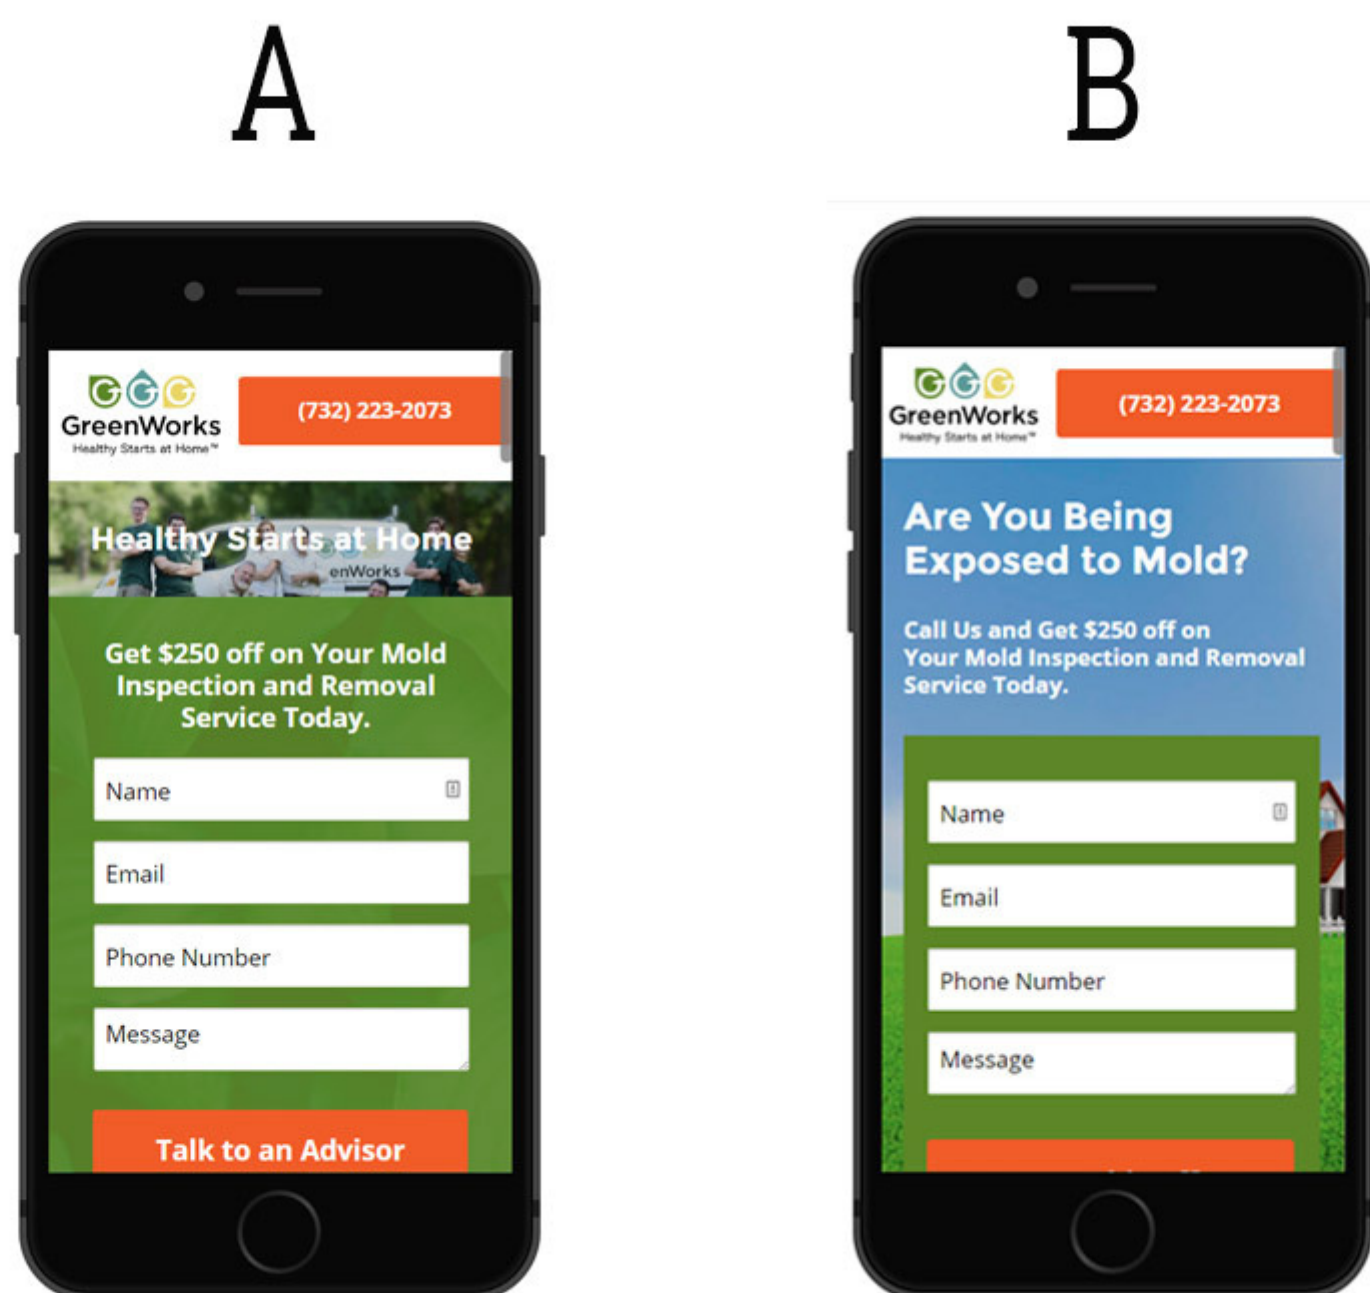 A
B
GreenWorks
Healthy Starts at Home™
(732) 223-2073
Healthy Starts at Home
enWorks
Get $250 off on Your Mold
Inspection and Removal
Service Today.
Name
Email
Phone Number
Message
Talk to an Advisor
GreenWorks
Healthy Starts at Home™
(732) 223-2073
Are You Being
Exposed to Mold?
Call Us and Get $250 off on
Your Mold Inspection and Removal
Service Today.
Name
Email
Phone Number
Message